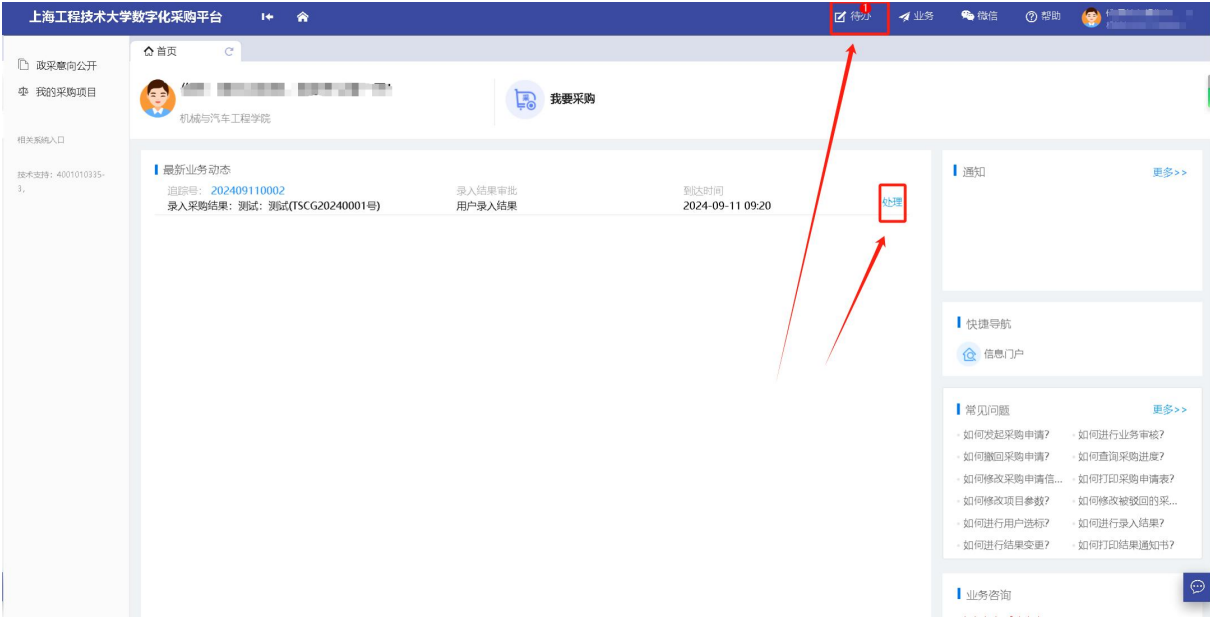 上海工程技术大学数字化采购平台
1
待办
业务
微信
帮助
首页
政采意向公开
我的采购项目
相关系统入口
技术支持：4001010335-
3，
机械与汽车工程学院
我要采购
最新业务动态
追踪号： 202409110002 录入结果审批 到达时间
录入采购结果：测试：测试(TSCG20240001号) 用户录入结果 2024-09-11 09:20
处理
通知 更多>>
快捷导航
信息门户
常见问题 更多>>
· 如何发起采购申请? · 如何进行业务审核?
· 如何撤回采购申请? · 如何查询采购进度?
· 如何修改采购申请信... · 如何打印采购申请表?
· 如何修改项目参数? · 如何修改被驳回的采...
· 如何进行用户选标? · 如何进行录入结果?
· 如何进行结果变更? · 如何打印结果通知书?
业务咨询